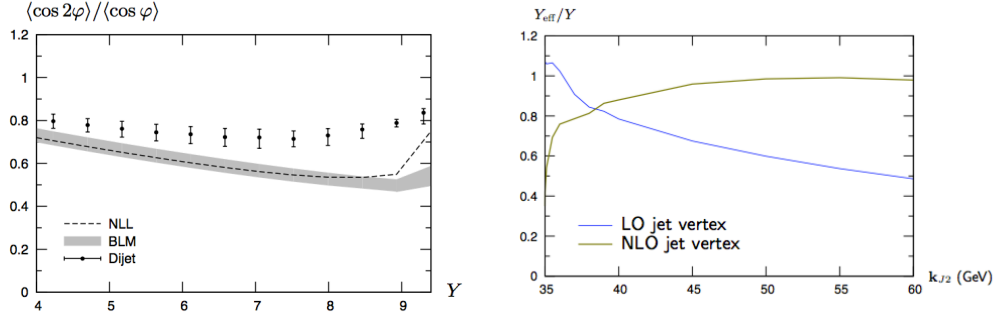 ⟨cos 2φ⟩/⟨cos φ⟩
1.2
1
0.8
0.6
0.4
0.2
0
NLL
BLM
Dijet
4 5 6 7 8 9
Y
Y_eff/Y
1.2
1
0.8
0.6
0.4
0.2
0
LO jet vertex
NLO jet vertex
35 40 45 50 55 60
k_J2 (GeV)